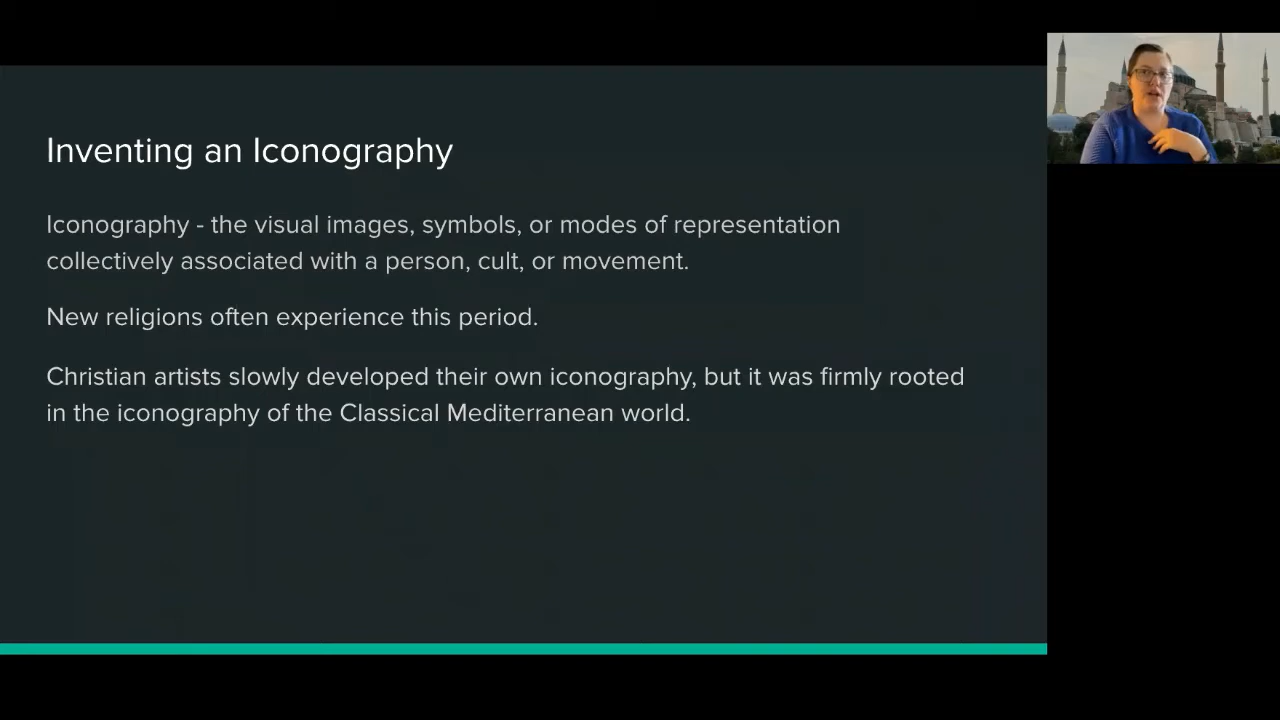 Inventing an Iconography
Iconography - the visual images, symbols, or modes of representation
collectively associated with a person, cult, or movement.
New religions often experience this period.
Christian artists slowly developed their own iconography, but it was firmly rooted
in the iconography of the Classical Mediterranean world.